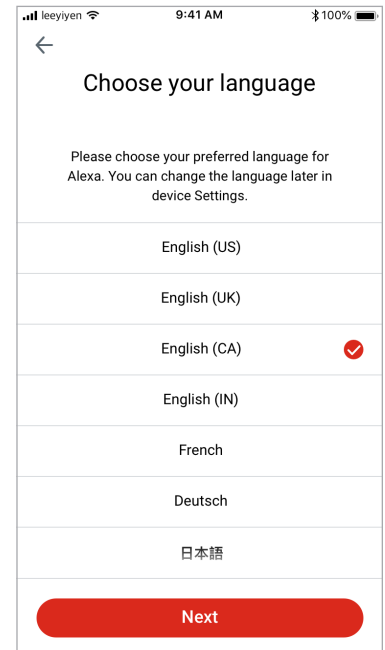 leeyiyen 9:41 AM 100%
Choose your language
Please choose your preferred language for
Alexa. You can change the language later in
device Settings.
English (US)
English (UK)
English (CA)
English (IN)
French
Deutsch
日本語
Next